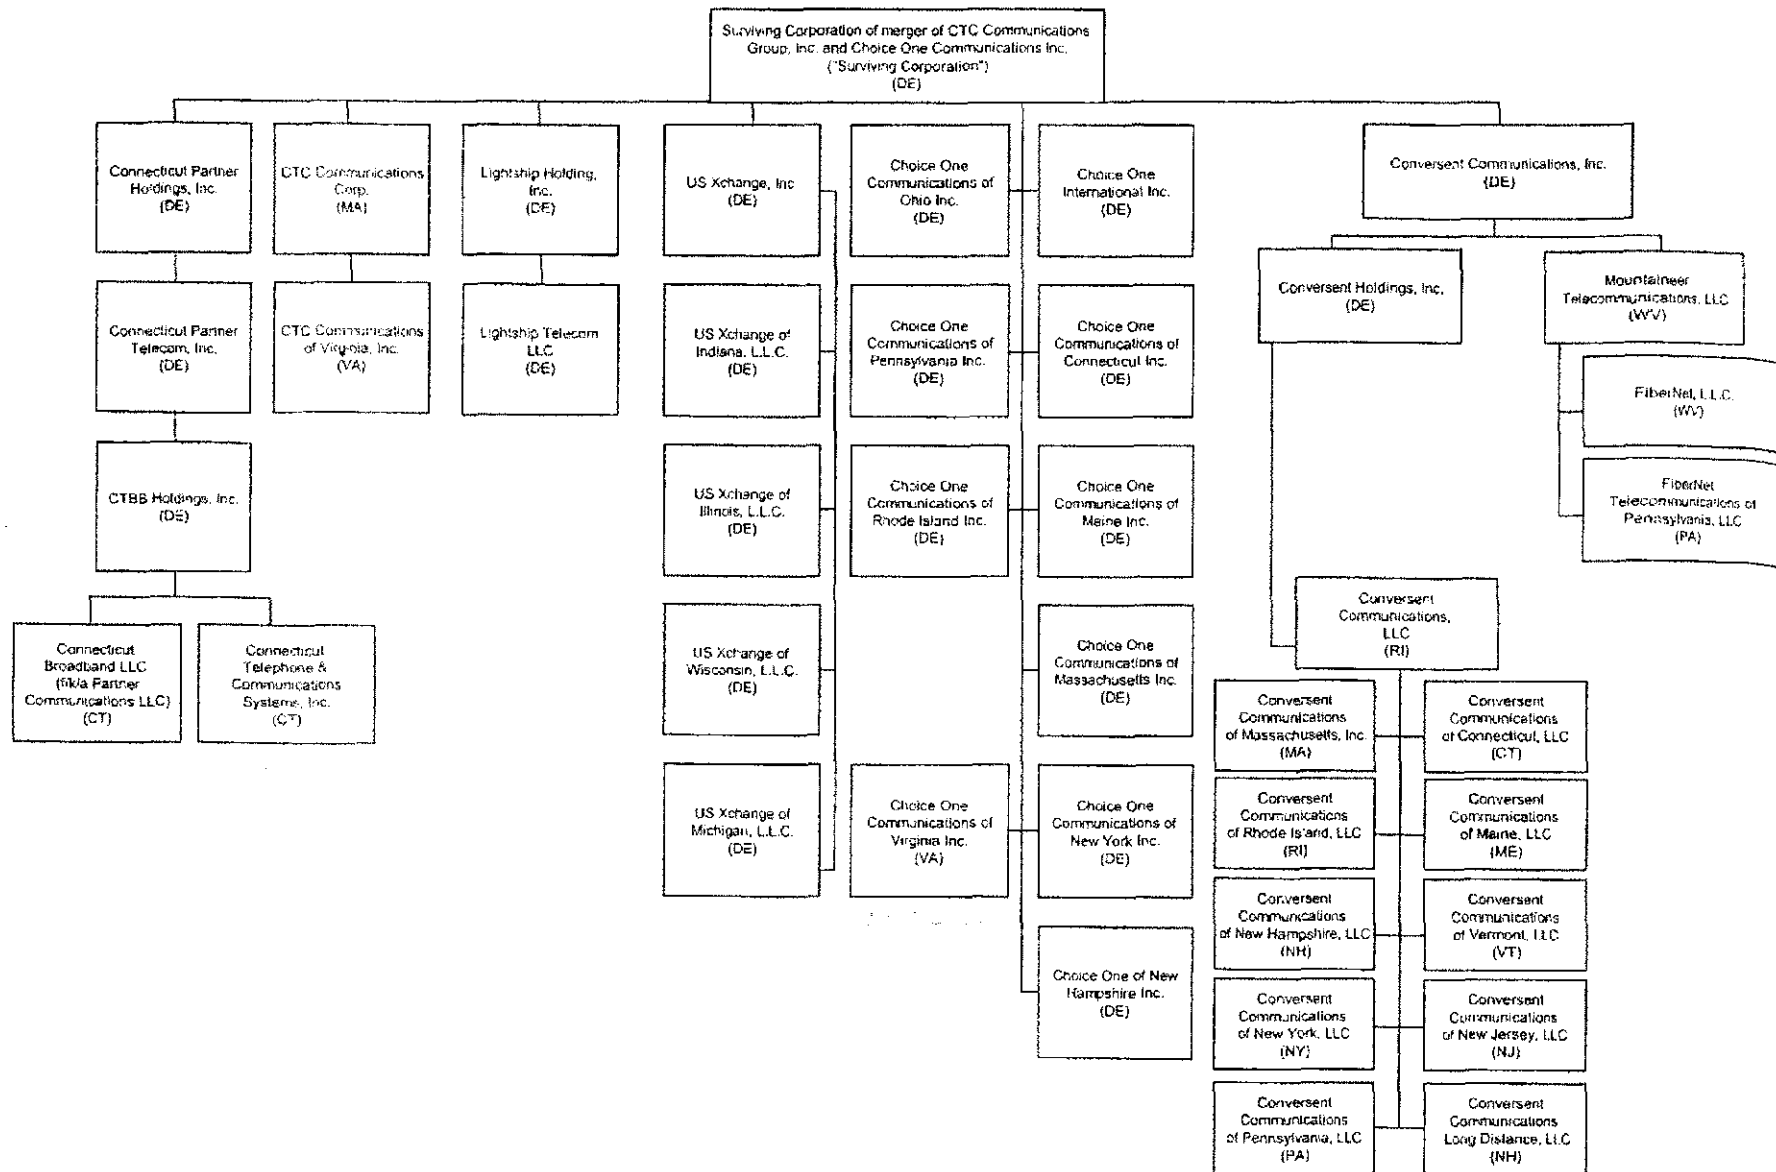 Surviving Corporation of merger of CTC Communications
Group, Inc. and Choice One Communications Inc.
("Surviving Corporation")
(DE)
Connecticut Partner
Holdings, Inc.
(DE)
CTC Communications
Corp.
(MA)
Lightship Holding,
Inc.
(DE)
US Xchange, Inc
(DE)
Choice One
Communications of
Ohio Inc.
(DE)
Choice One
International Inc.
(DE)
Conversent Communications, Inc.
(DE)
Conversent Holdings, Inc.
(DE)
Mountaineer
Telecommunications, LLC
(WV)
Connecticut Partner
Telecom, Inc.
(DE)
CTC Communications
of Virginia, Inc.
(VA)
Lightship Telecom
LLC
(DE)
US Xchange of
Indiana, L.L.C.
(DE)
Choice One
Communications of
Pennsylvania Inc.
(DE)
Choice One
Communications of
Connecticut Inc.
(DE)
FiberNet, L.L.C.
(WV)
CTBB Holdings, Inc.
(DE)
US Xchange of
Illinois, L.L.C.
(DE)
Choice One
Communications of
Rhode Island Inc.
(DE)
Choice One
Communications of
Maine Inc.
(DE)
FiberNet
Telecommunications of
Pennsylvania, LLC
(PA)
Connecticut
Broadband LLC
(f/k/a Partner
Communications LLC)
(CT)
Connecticut
Telephone &
Communications
Systems, Inc.
(CT)
US Xchange of
Wisconsin, L.L.C.
(DE)
Choice One
Communications of
Massachusetts Inc.
(DE)
Conversent
Communications,
LLC
(RI)
US Xchange of
Michigan, L.L.C.
(DE)
Choice One
Communications of
Virginia Inc.
(VA)
Choice One
Communications of
New York Inc.
(DE)
Choice One of New
Hampshire Inc.
(DE)
Conversent
Communications
of Massachusetts, Inc.
(MA)
Conversent
Communications
of Connecticut, LLC
(CT)
Conversent
Communications
of Rhode Island, LLC
(RI)
Conversent
Communications
of Maine, LLC
(ME)
Conversent
Communications
of New Hampshire, LLC
(NH)
Conversent
Communications
of Vermont, LLC
(VT)
Conversent
Communications
of New York, LLC
(NY)
Conversent
Communications
of New Jersey, LLC
(NJ)
Conversent
Communications
of Pennsylvania, LLC
(PA)
Conversent
Communications
Long Distance, LLC
(NH)